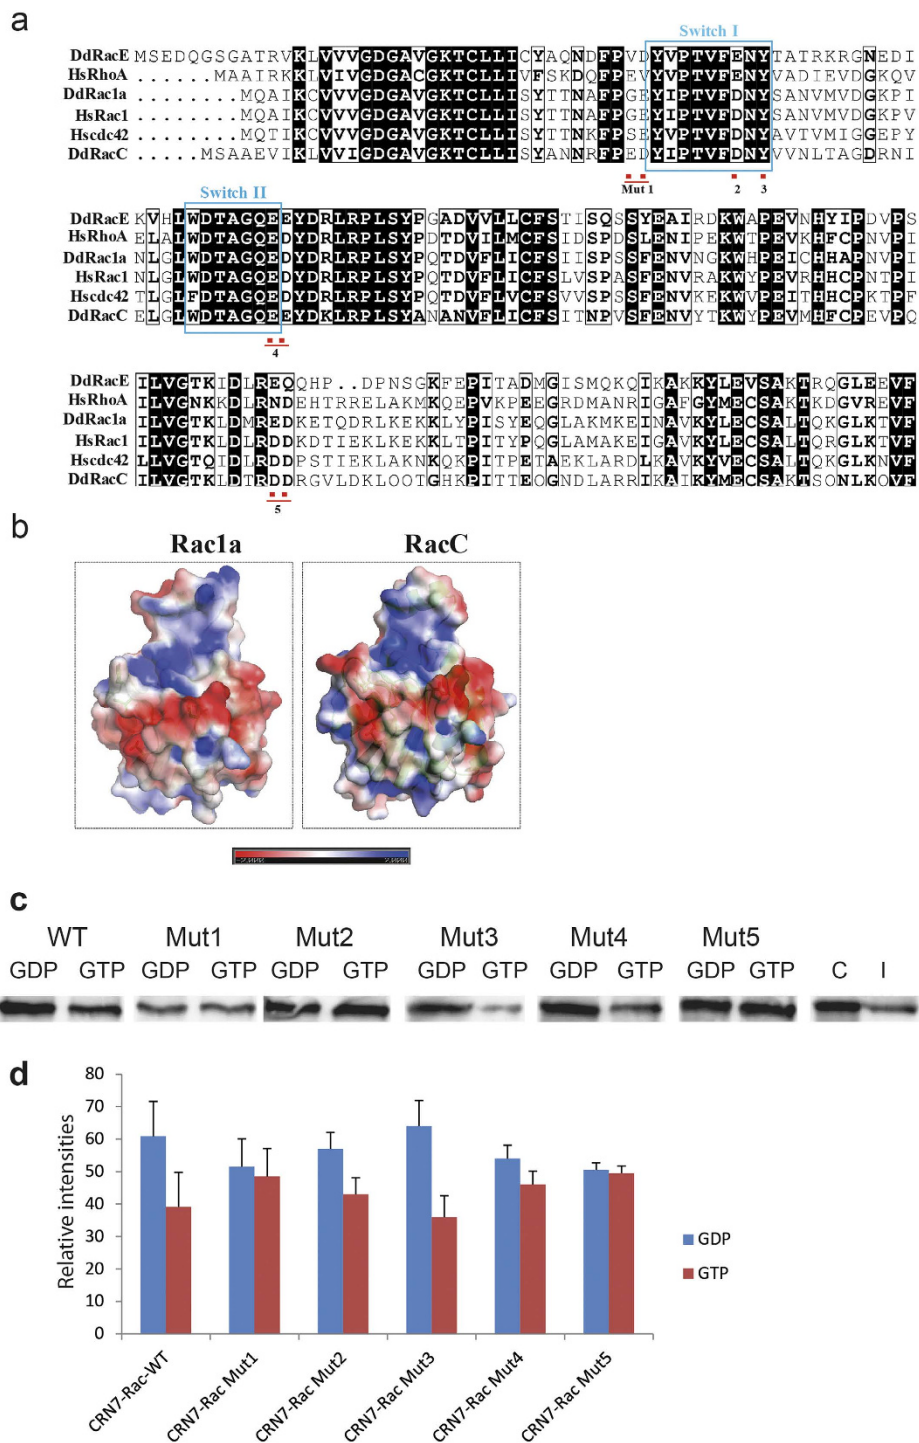 a
Switch I
DdRacE MSEDQGSGATRVKLVVVGDGAVGKTCLLICYAQNDFPVDYVPTVFENYTATRKRGNEDI
HsRhoA ......MAAIRKKLVIVGDGACGKTCLLIVFSKDQFPEVYVPTVFENYVADIEVDGKQV
DdRac1a ........MQAIKCVVVGDGAVGKTCLLISYTTNAFPGEYIPTVFDNYSANVMVDGKPI
HsRac1 ........MQAIKCVVVGDGAVGKTCLLISYTTNAFPGEYIPTVFDNYSANVMVDGKPV
Hscdc42 ........MQTIKCVVVGDGAVGKTCLLISYTTNKFPSEYVPTVFDNYAVTVMIGGEPY
DdRacC .....MSAAEVIKLVVIGDGAVGKTCLLISYANNRFPEDYIPTVFDNYVVNLTAGDRNI
Mut 1 2 3
Switch II
DdRacE KVHLWDTAGQEEYDRLRPLSYPGADVVLLCFSTISQSSYEAIRDKWAPEVNHYIPDVPS
HsRhoA ELALWDTAGQEDYDRLRPLSYPDTDVILMCFSIDSPDSLENIPEKWTPEVKHFCPNVPI
DdRac1a NLGLWDTAGQEDYDRLRPLSYPQTDVFLICFSIISPSSFENVNGKWHPEICHHAPNVPI
HsRac1 NLGLWDTAGQEDYDRLRPLSYPQTDVFLICFSLVSPASFENVRAKWYPEVRHHCPNTPI
Hscdc42 TLGLFDTAGQEDYDRLRPLSYPQTDVFLVCFSVVSPSSFENVKEKWVPEITHHCPKTPF
DdRacC ELGLWDTAGQEEYDKLRPLSYANANVFLICFSITNPVSFENVYTKWYPEVMHFCPEVPQ
4
DdRacE ILVGTKIDLREQQHP..DPNSGKFEPITADMGISMQKQIKAKKYLEVSAKTRQGLEEVF
HsRhoA ILVGNKKDLRNDEHTRRELAKMKQEPVKPEEGRDMANRIGAFGYMECSAKTKDGVREVF
DdRac1a ILVGTKLDMREDKETQDRLKEKKLYPISYEQGLAKMKEINAVKYLECSALTQKGLKTVF
HsRac1 ILVGTKLDLRDDKDTIEKLKEKKLTPITYPQGLAMAKEIGAVKYLECSALTQRGLKTVF
Hscdc42 LLVGTQIDLRDDPSTIEKLAKNKQKPITPETAEKLARDLKAVKYVECSALTQKGLKNVF
DdRacC ILVGTKLDTRDDRGVLDKLQQTGHKPITTEQGNDLARRIKAIKYMECSAKTSQNLKQVF
5
b
Rac1a RacC
c
WT Mut1 Mut2 Mut3 Mut4 Mut5
GDP GTP GDP GTP GDP GTP GDP GTP GDP GTP GDP GTP C I
d
80
70
60
50
40
30
20
10
0
Relative intensities
GDP
GTP
CRN7-Rac-WT
CRN7-Rac Mut1
CRN7-Rac Mut2
CRN7-Rac Mut3
CRN7-Rac Mut4
CRN7-Rac Mut5